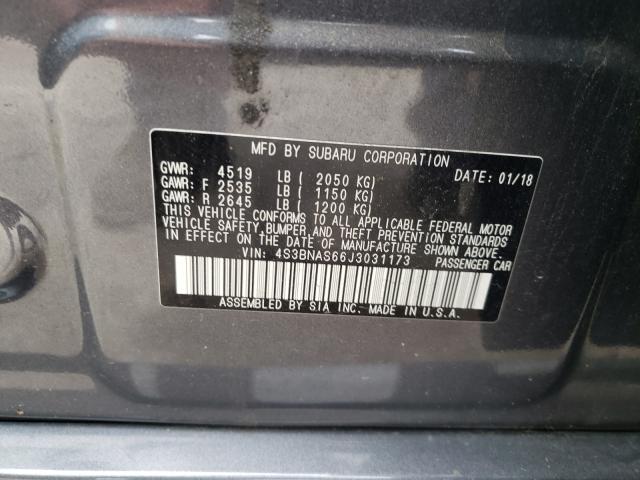 MFD BY SUBARU CORPORATION
GVWR: 4519 LB ( 2050 KG) DATE: 01/18
GAWR: F 2535 LB ( 1150 KG)
GAWR: R 2645 LB ( 1200 KG)
THIS VEHICLE CONFORMS TO ALL APPLICABLE FEDERAL MOTOR
VEHICLE SAFETY, BUMPER, AND THEFT PREVENTION STANDARDS
IN EFFECT ON THE DATE OF MANUFACTURE SHOWN ABOVE.
VIN: 4S3BNAS66J3031173 PASSENGER CAR
ASSEMBLED BY SIA INC. MADE IN U.S.A.